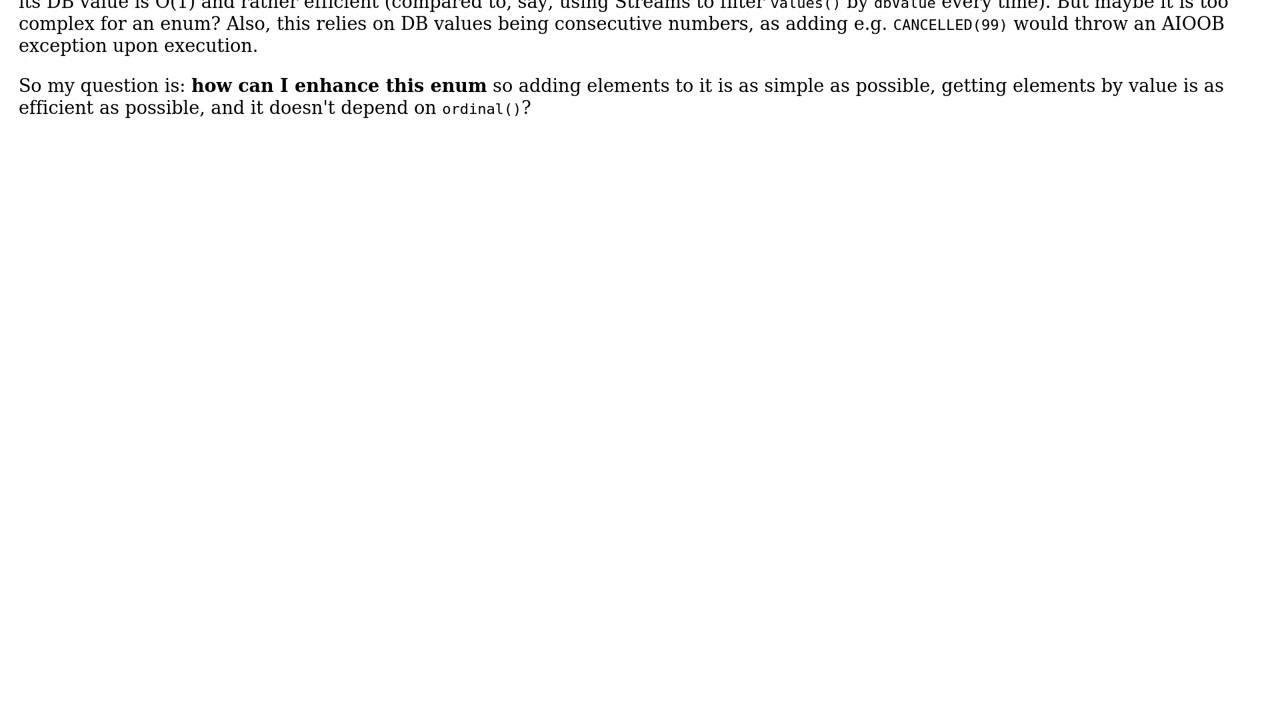 its DB value is O(1) and rather efficient (compared to, say, using Streams to filter values() by dbValue every time). But maybe it is too
complex for an enum? Also, this relies on DB values being consecutive numbers, as adding e.g. CANCELLED(99) would throw an AIOOB
exception upon execution.
So my question is: how can I enhance this enum so adding elements to it is as simple as possible, getting elements by value is as
efficient as possible, and it doesn't depend on ordinal()?